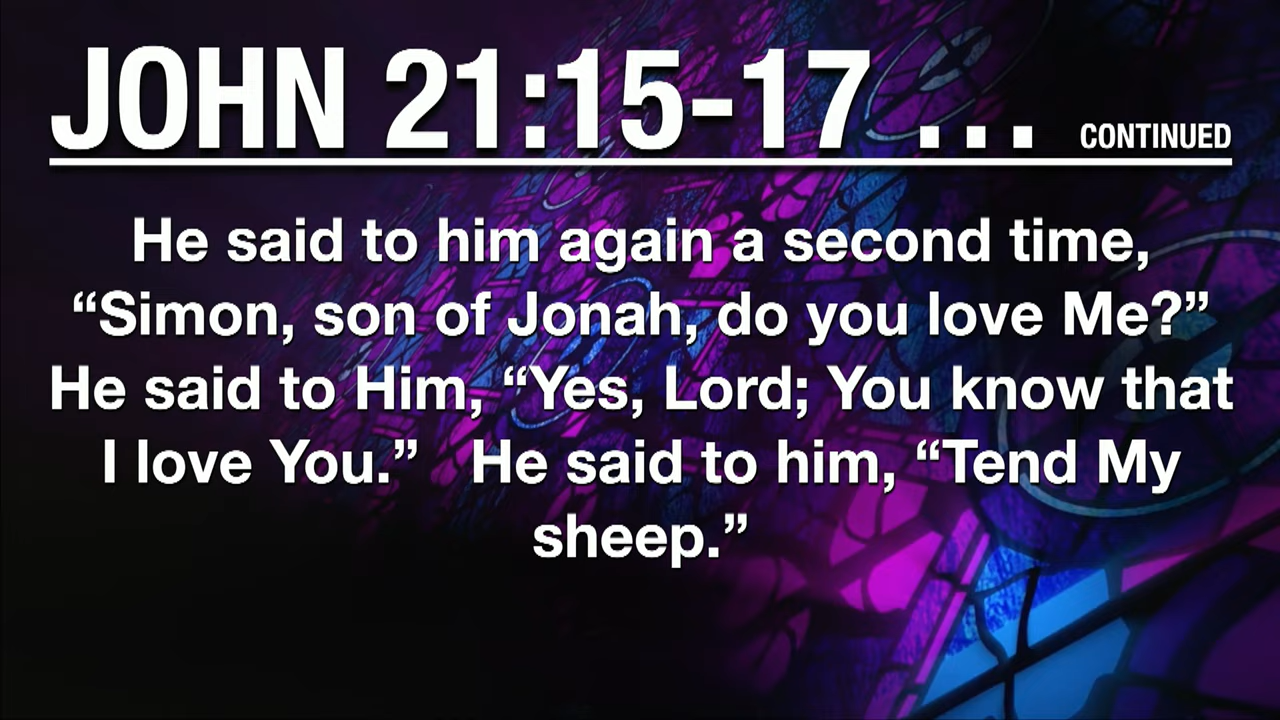 JOHN 21:15-17 ... CONTINUED
He said to him again a second time,
“Simon, son of Jonah, do you love Me?”
He said to Him, “Yes, Lord; You know that
I love You.” He said to him, “Tend My
sheep.”